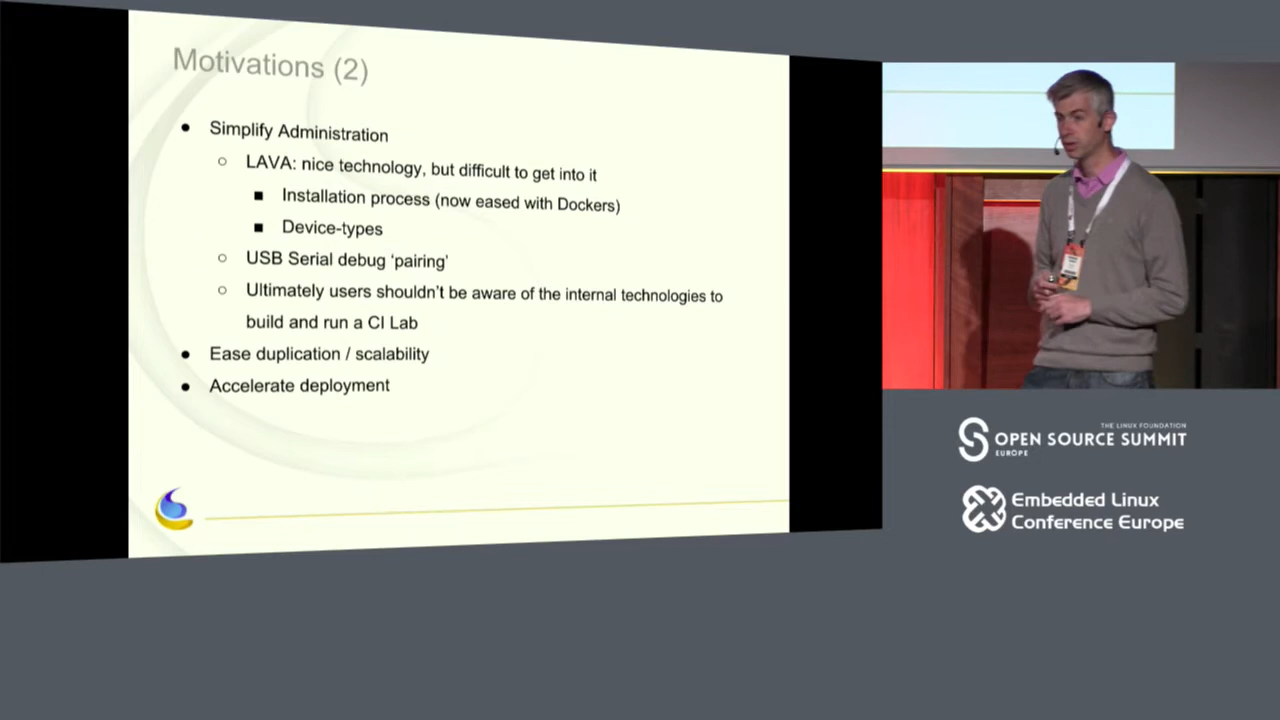 Motivations (2)
● Simplify Administration
○ LAVA: nice technology, but difficult to get into it
■ Installation process (now eased with Dockers)
■ Device-types
○ USB Serial debug ‘pairing’
○ Ultimately users shouldn’t be aware of the internal technologies to
build and run a CI Lab
● Ease duplication / scalability
● Accelerate deployment
THE LINUX FOUNDATION
OPEN SOURCE SUMMIT
EUROPE
Embedded Linux
Conference Europe